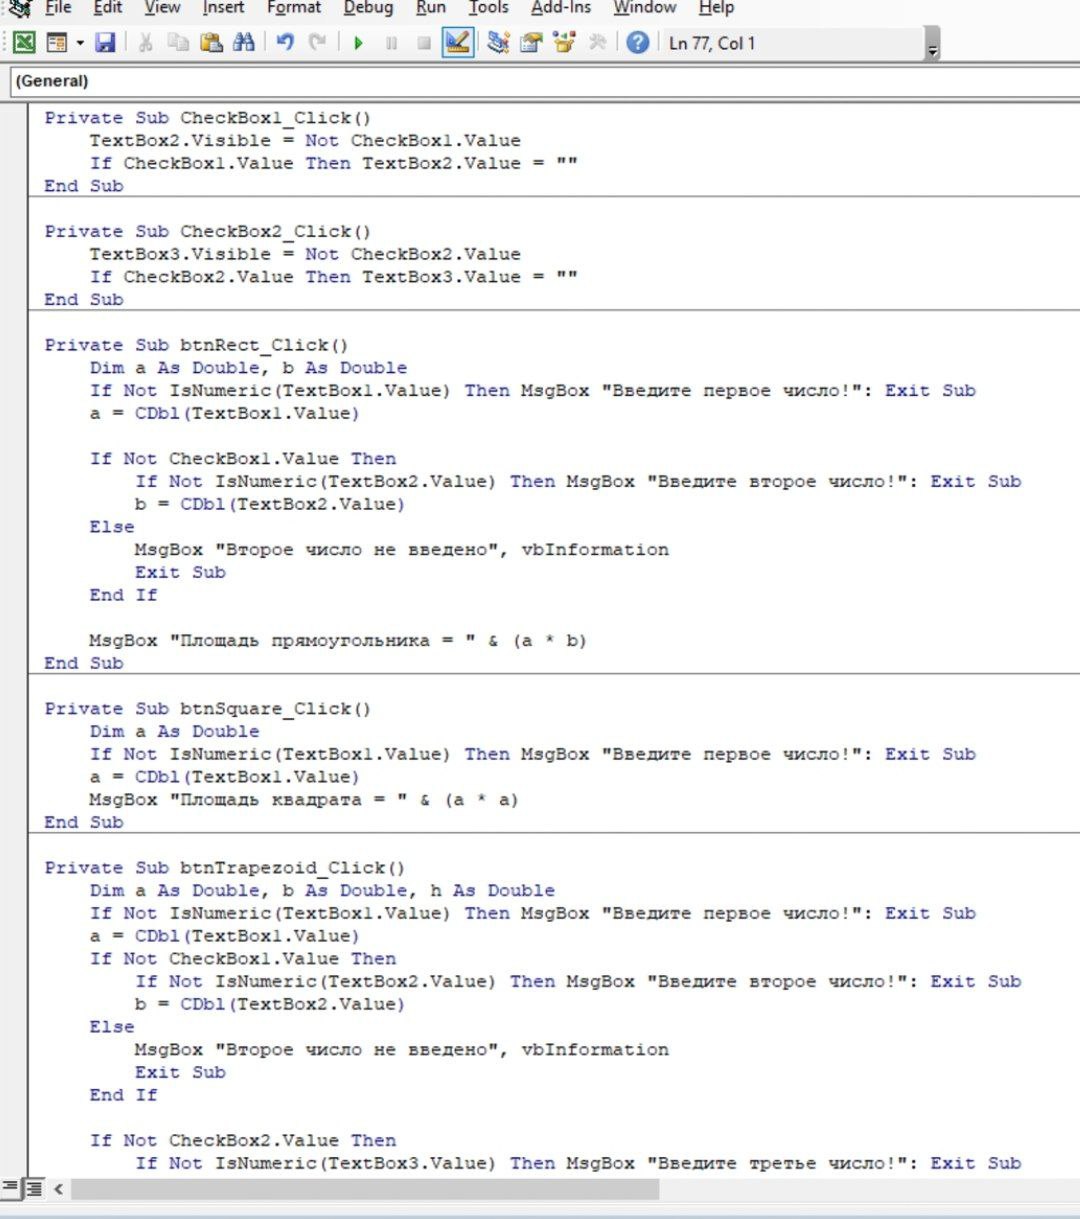 File Edit View Insert Format Debug Run Tools Add-Ins Window Help
Ln 77, Col 1
(General)
Private Sub CheckBox1_Click()
    TextBox2.Visible = Not CheckBox1.Value
    If CheckBox1.Value Then TextBox2.Value = ""
End Sub
Private Sub CheckBox2_Click()
    TextBox3.Visible = Not CheckBox2.Value
    If CheckBox2.Value Then TextBox3.Value = ""
End Sub
Private Sub btnRect_Click()
    Dim a As Double, b As Double
    If Not IsNumeric(TextBox1.Value) Then MsgBox "Введите первое число!": Exit Sub
    a = CDbl(TextBox1.Value)
    If Not CheckBox1.Value Then
        If Not IsNumeric(TextBox2.Value) Then MsgBox "Введите второе число!": Exit Sub
        b = CDbl(TextBox2.Value)
    Else
        MsgBox "Второе число не введено", vbInformation
        Exit Sub
    End If
    MsgBox "Площадь прямоугольника = " & (a * b)
End Sub
Private Sub btnSquare_Click()
    Dim a As Double
    If Not IsNumeric(TextBox1.Value) Then MsgBox "Введите первое число!": Exit Sub
    a = CDbl(TextBox1.Value)
    MsgBox "Площадь квадрата = " & (a * a)
End Sub
Private Sub btnTrapezoid_Click()
    Dim a As Double, b As Double, h As Double
    If Not IsNumeric(TextBox1.Value) Then MsgBox "Введите первое число!": Exit Sub
    a = CDbl(TextBox1.Value)
    If Not CheckBox1.Value Then
        If Not IsNumeric(TextBox2.Value) Then MsgBox "Введите второе число!": Exit Sub
        b = CDbl(TextBox2.Value)
    Else
        MsgBox "Второе число не введено", vbInformation
        Exit Sub
    End If
    If Not CheckBox2.Value Then
        If Not IsNumeric(TextBox3.Value) Then MsgBox "Введите третье число!": Exit Sub